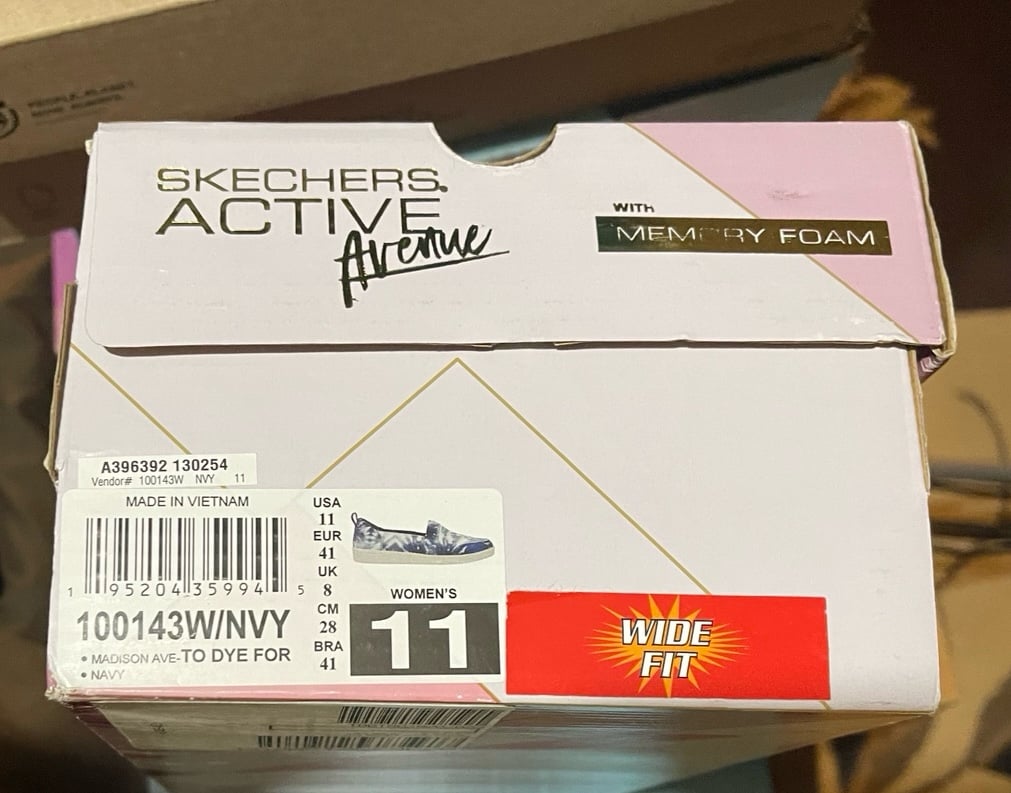 SKECHERS.
ACTIVE
Avenue
WITH
MEMORY FOAM
A396392 130254
Vendor# 100143W NVY 11
MADE IN VIETNAM
1 95204 35994 5
100143W/NVY
• MADISON AVE-TO DYE FOR
• NAVY
USA
11
EUR
41
UK
8
CM
28
BRA
41
WOMEN'S
11
WIDE
FIT